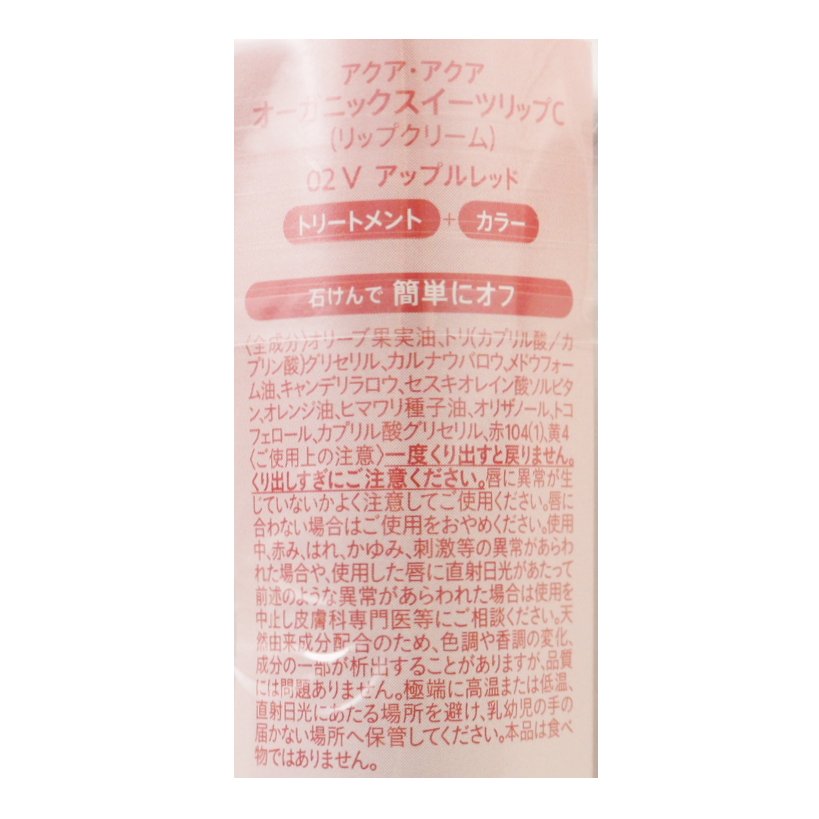 アクア・アクア
オーガニックスイーツリップC
(リップクリーム)
02 V アップルレッド
トリートメント + カラー
石けんで 簡単にオフ
〈全成分〉オリーブ果実油、トリ(カプリル酸/カ
プリン酸)グリセリル、カルナウバロウ、メドウフォー
ム油、キャンデリラロウ、セスキオレイン酸ソルビタ
ン、オレンジ油、ヒマワリ種子油、オリザノール、トコ
フェロール、カプリル酸グリセリル、赤104(1)、黄4
〈ご使用上の注意〉一度くり出すと戻りません。
くり出しすぎにご注意ください。唇に異常が生
じていないかよく注意してご使用ください。唇に
合わない場合はご使用をおやめください。使用
中、赤み、はれ、かゆみ、刺激等の異常があらわ
れた場合や、使用した唇に直射日光があたって
前述のような異常があらわれた場合は使用を
中止し皮膚科専門医等にご相談ください。天
然由来成分配合のため、色調や香調の変化、
成分の一部が析出することがありますが、品質
には問題ありません。極端に高温または低温、
直射日光にあたる場所を避け、乳幼児の手の
届かない場所へ保管してください。本品は食べ
物ではありません。